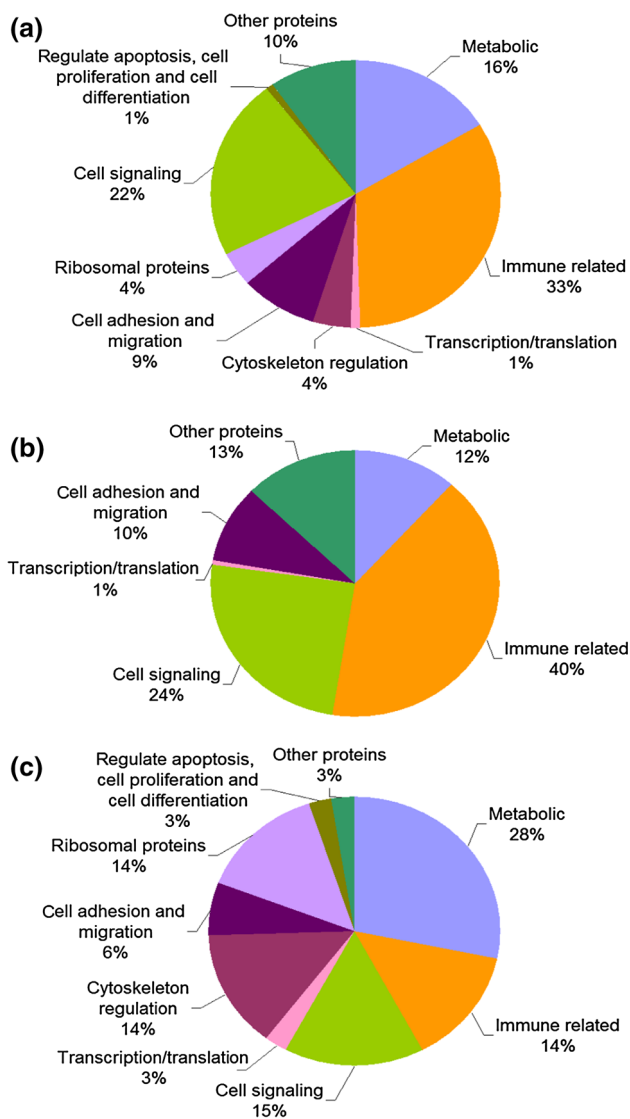 (a)
Other proteins
10%
Metabolic
16%
Regulate apoptosis, cell
proliferation and cell
differentiation
1%
Cell signaling
22%
Immune related
33%
Ribosomal proteins
4%
Cell adhesion and
migration
9%
Cytoskeleton regulation
4%
Transcription/translation
1%
(b)
Other proteins
13%
Metabolic
12%
Cell adhesion and
migration
10%
Transcription/translation
1%
Immune related
40%
Cell signaling
24%
(c)
Regulate apoptosis,
cell proliferation and
cell differentiation
3%
Other proteins
3%
Metabolic
28%
Ribosomal proteins
14%
Cell adhesion and
migration
6%
Cytoskeleton
regulation
14%
Immune related
14%
Transcription/translation
3%
Cell signaling
15%